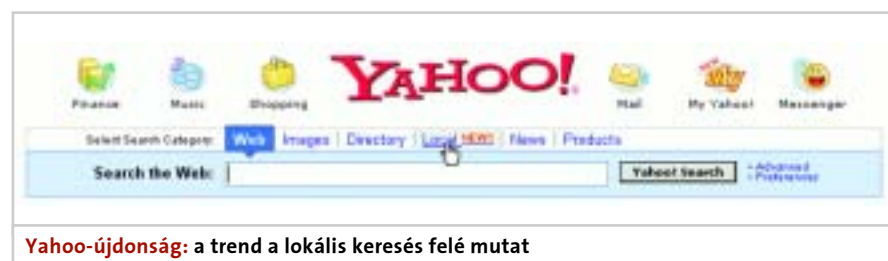 YAHOO!
Finance Music Shopping Mail My Yahoo! Messenger
NEW
Select Search Category: Web Images | Directory | Local NEW! | News | Products
Search the Web: Yahoo! Search · Advanced
· Preferences
Yahoo-újdonság: a trend a lokális keresés felé mutat